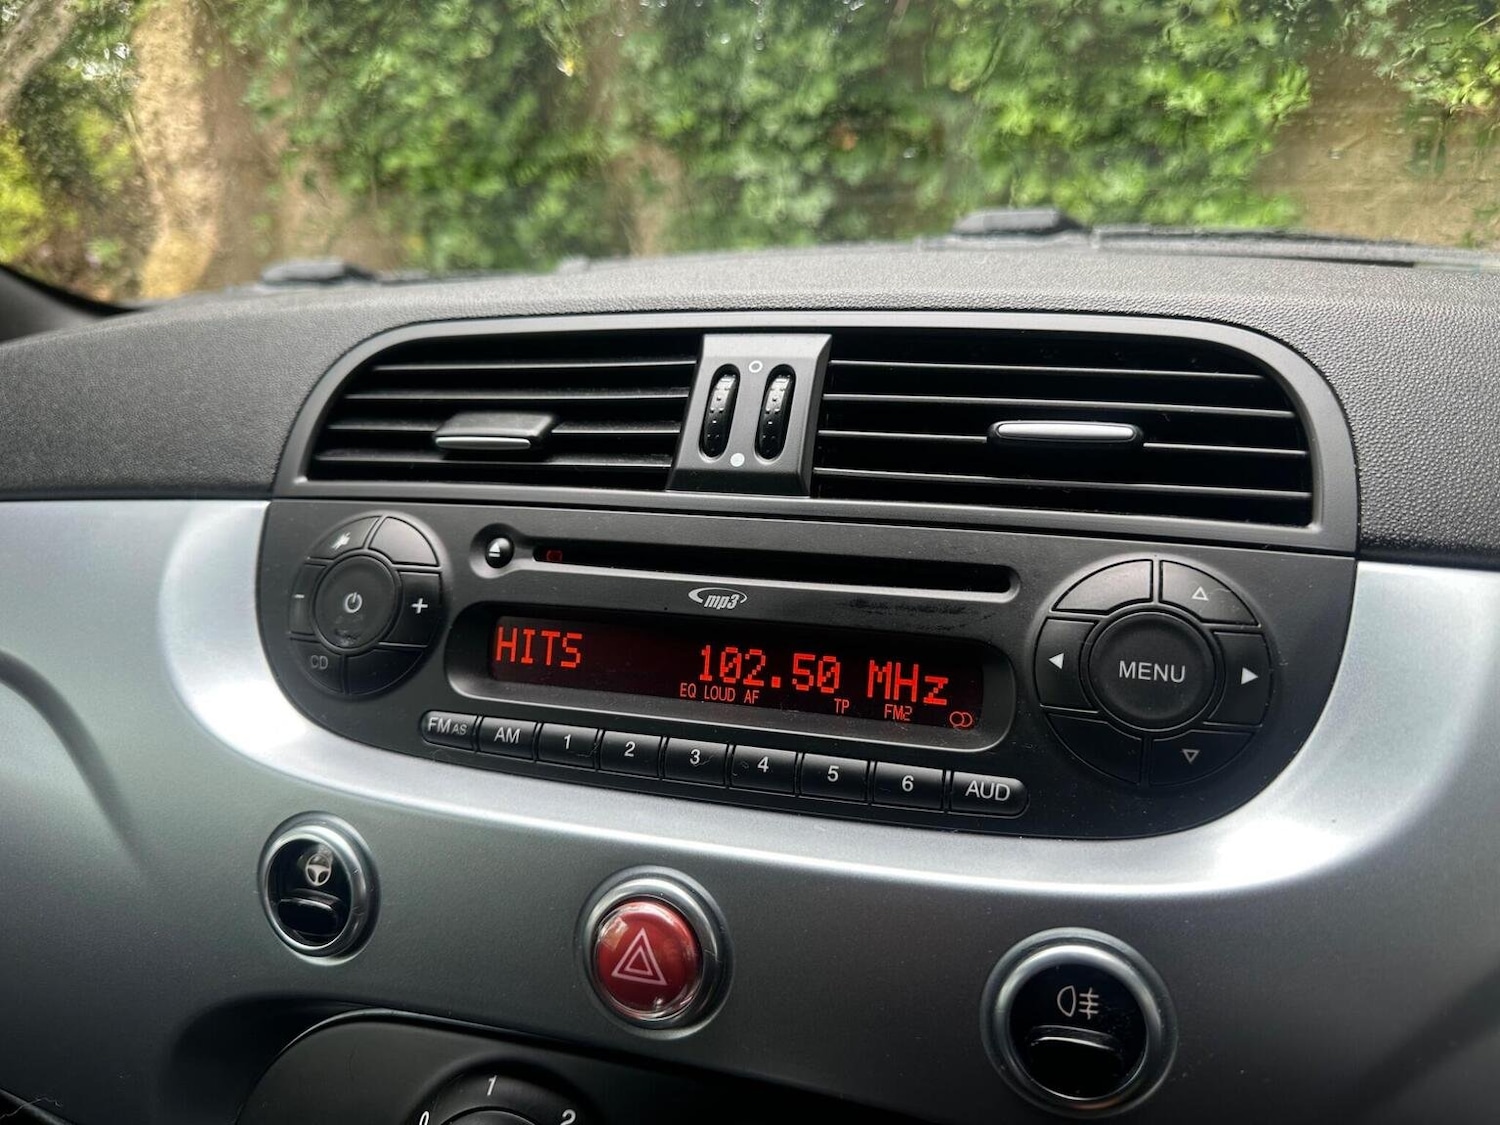 CD
mp3
HITS 102.50 MHz
EQ LOUD AF TP FM2
FM AS AM 1 2 3 4 5 6 AUD
MENU
0 1 2